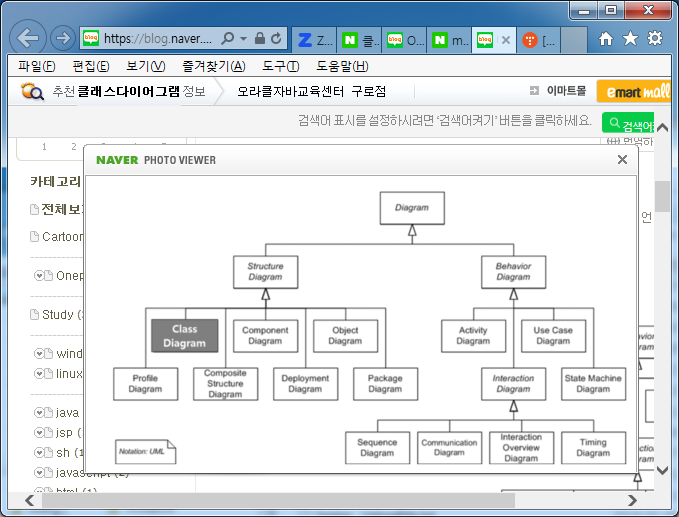 https://blog.naver....
blog
Z...
클...
O...
m...
[...
파일(F) 편집(E) 보기(V) 즐겨찾기(A) 도구(T) 도움말(H)
추천 클래스다이어그램 정보
오라클자바교육센터 구로점
이마트몰
emart mall
검색어 표시를 설정하시려면 '검색어켜기' 버튼을 클릭하세요.
1 2
카테고리
전체보
Cartoon
Onep
Study
wind
linux
java
jsp
sh
javascript (2)
html (1)
NAVER PHOTO VIEWER
Diagram
Structure Diagram
Behavior Diagram
Class Diagram
Component Diagram
Object Diagram
Activity Diagram
Use Case Diagram
Profile Diagram
Composite Structure Diagram
Deployment Diagram
Package Diagram
Interaction Diagram
State Machine Diagram
Sequence Diagram
Communication Diagram
Interaction Overview Diagram
Timing Diagram
Notation: UML
언